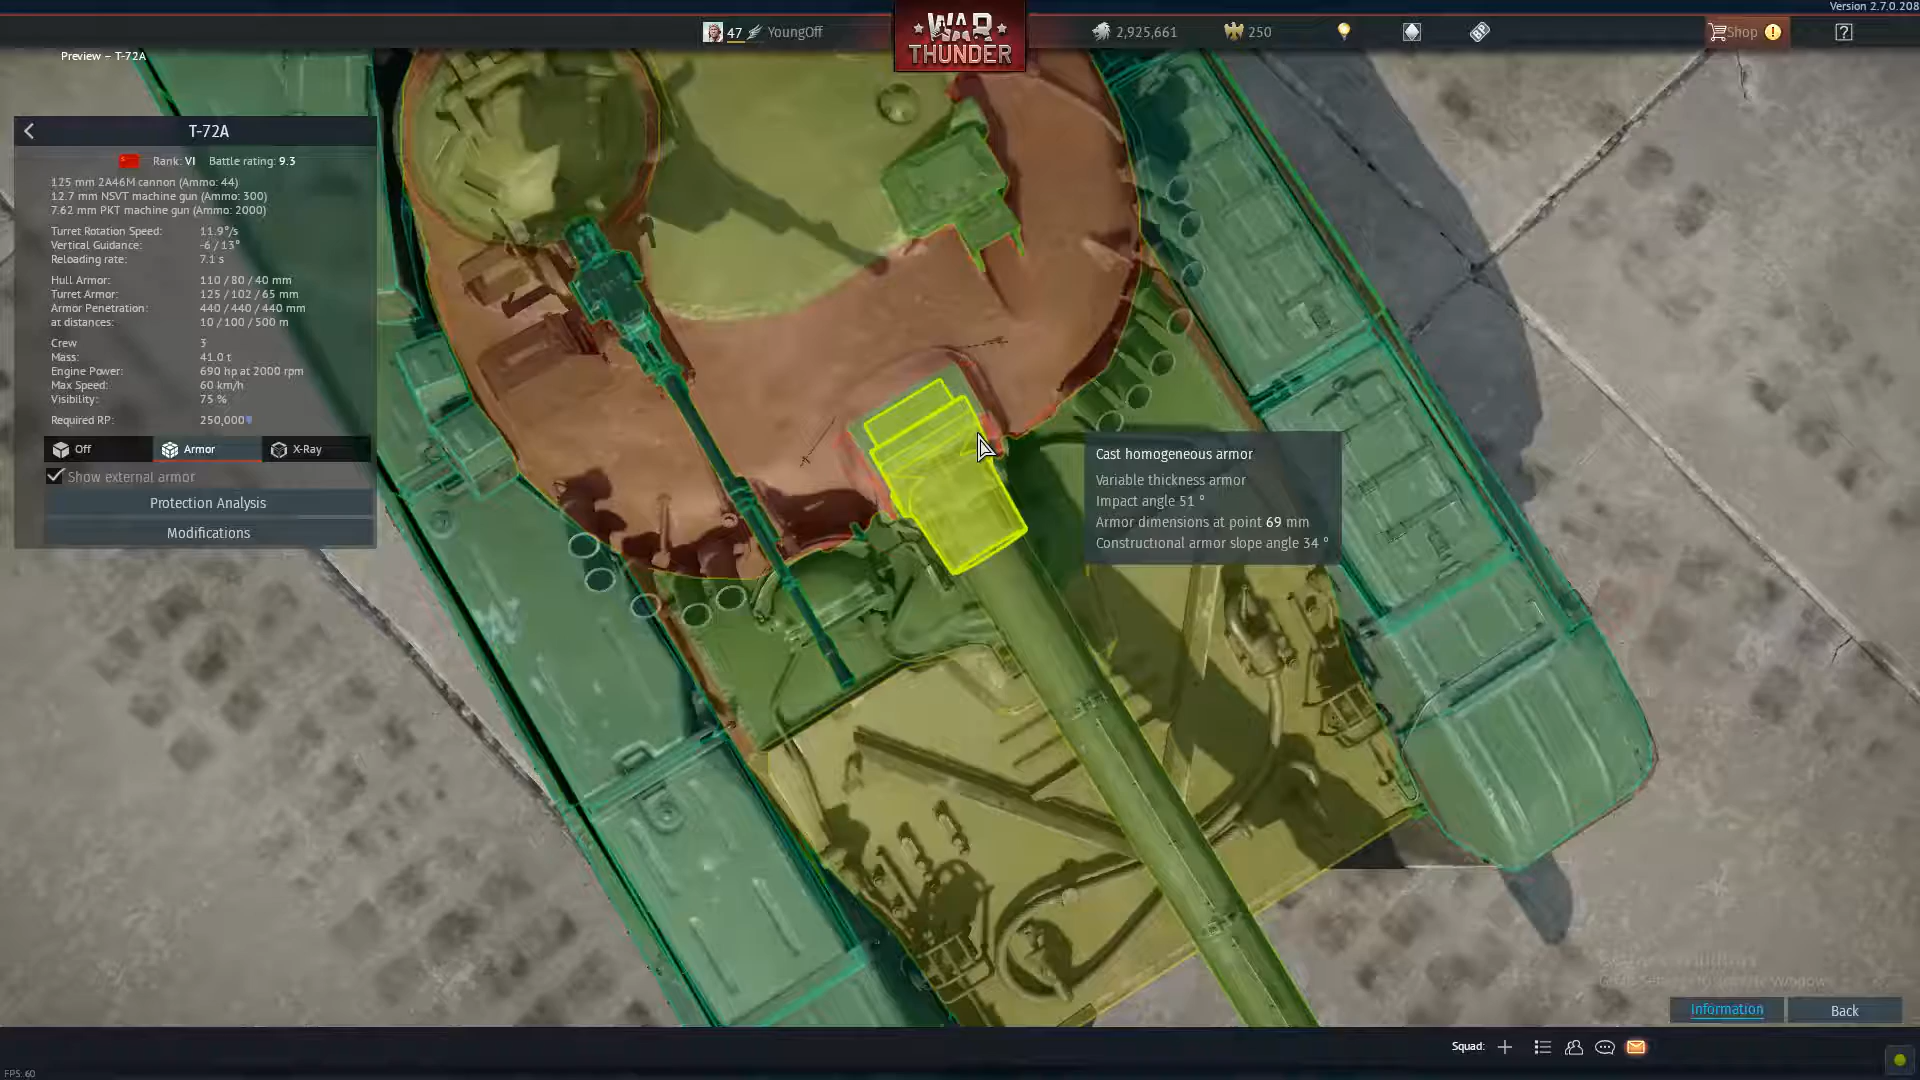 Version 2.7.0.208
47 YoungOff
WAR THUNDER
2,925,661
250
Shop
Preview – T-72A
T-72A
Rank: VI Battle rating: 9.3
125 mm 2A46M cannon (Ammo: 44)
12.7 mm NSVT machine gun (Ammo: 300)
7.62 mm PKT machine gun (Ammo: 2000)
Turret Rotation Speed: 11.9°/s
Vertical Guidance: -6 / 13°
Reloading rate: 7.1 s
Hull Armor: 110 / 80 / 40 mm
Turret Armor: 125 / 102 / 65 mm
Armor Penetration: 440 / 440 / 440 mm
at distances: 10 / 100 / 500 m
Crew 3
Mass: 41.0 t
Engine Power: 690 hp at 2000 rpm
Max Speed: 60 km/h
Visibility: 75 %
Required RP: 250,000
Off Armor X-Ray
Show external armor
Protection Analysis
Modifications
Cast homogeneous armor
Variable thickness armor
Impact angle 51 °
Armor dimensions at point 69 mm
Constructional armor slope angle 34 °
Information Back
Squad: +
FPS: 60